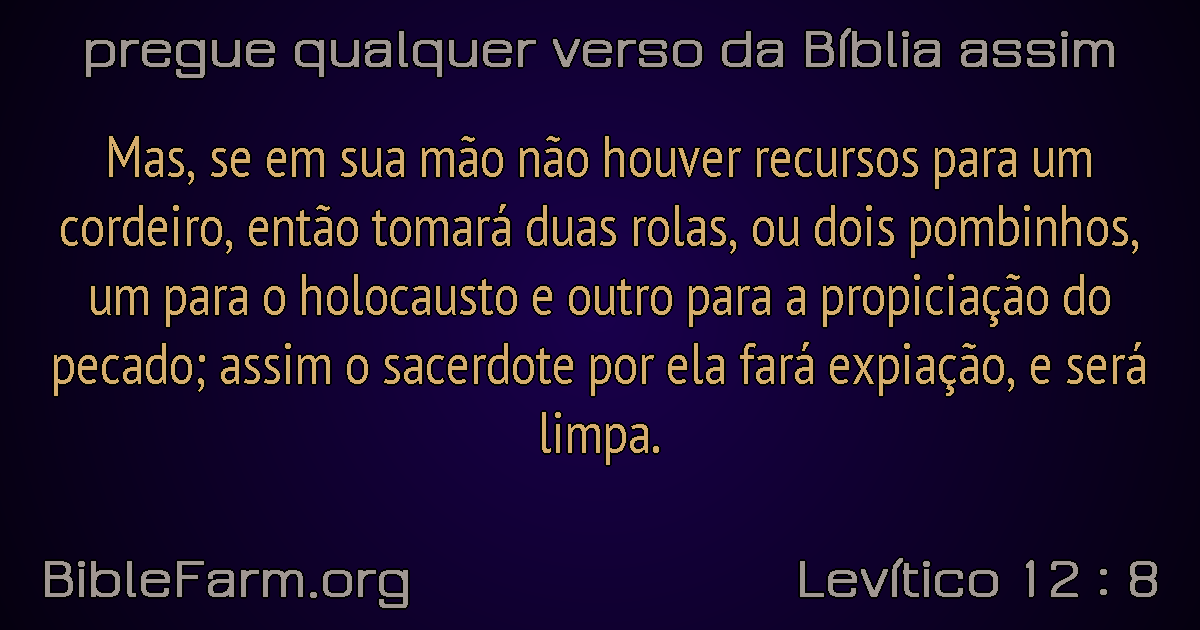 pregue qualquer verso da Bíblia assim
Mas, se em sua mão não houver recursos para um
cordeiro, então tomará duas rolas, ou dois pombinhos,
um para o holocausto e outro para a propiciação do
pecado; assim o sacerdote por ela fará expiação, e será
limpa.
BibleFarm.org
Levítico 12 : 8